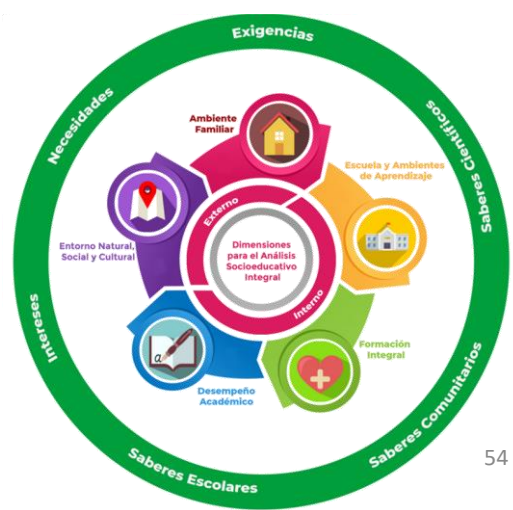 Exigencias
Necesidades
Saberes Científicos
Ambiente
Familiar
Escuela y Ambientes
de Aprendizaje
Externo
Dimensiones
para el Análisis
Socioeducativo
Integral
Interno
Entorno Natural,
Social y Cultural
Formación
Integral
a
Desempeño
Académico
Intereses
Saberes Comunitarios
Saberes Escolares
54